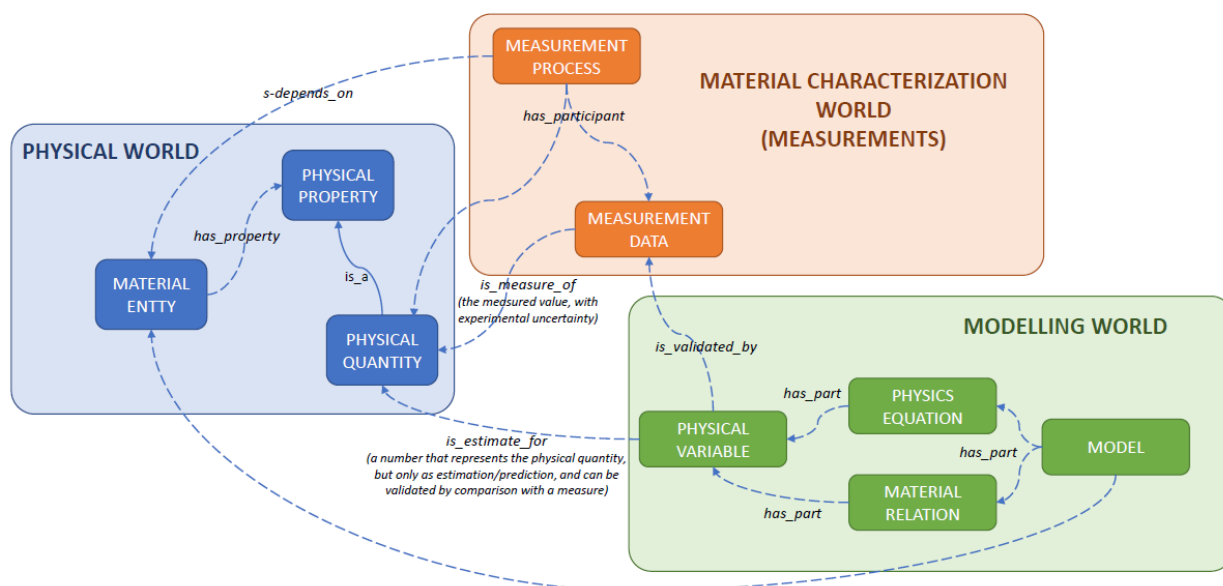 MEASUREMENT
PROCESS
MATERIAL CHARACTERIZATION
WORLD
(MEASUREMENTS)
s-depends_on
has_participant
PHYSICAL WORLD
PHYSICAL
PROPERTY
MEASUREMENT
DATA
has_property
MATERIAL
ENTTY
is_a
is_measure_of
(the measured value, with
experimental uncertainty)
PHYSICAL
QUANTITY
MODELLING WORLD
is_validated_by
has_part
PHYSICS
EQUATION
is_estimate_for
(a number that represents the physical quantity,
but only as estimation/prediction, and can be
validated by comparison with a measure)
PHYSICAL
VARIABLE
has_part
MODEL
has_part
MATERIAL
RELATION